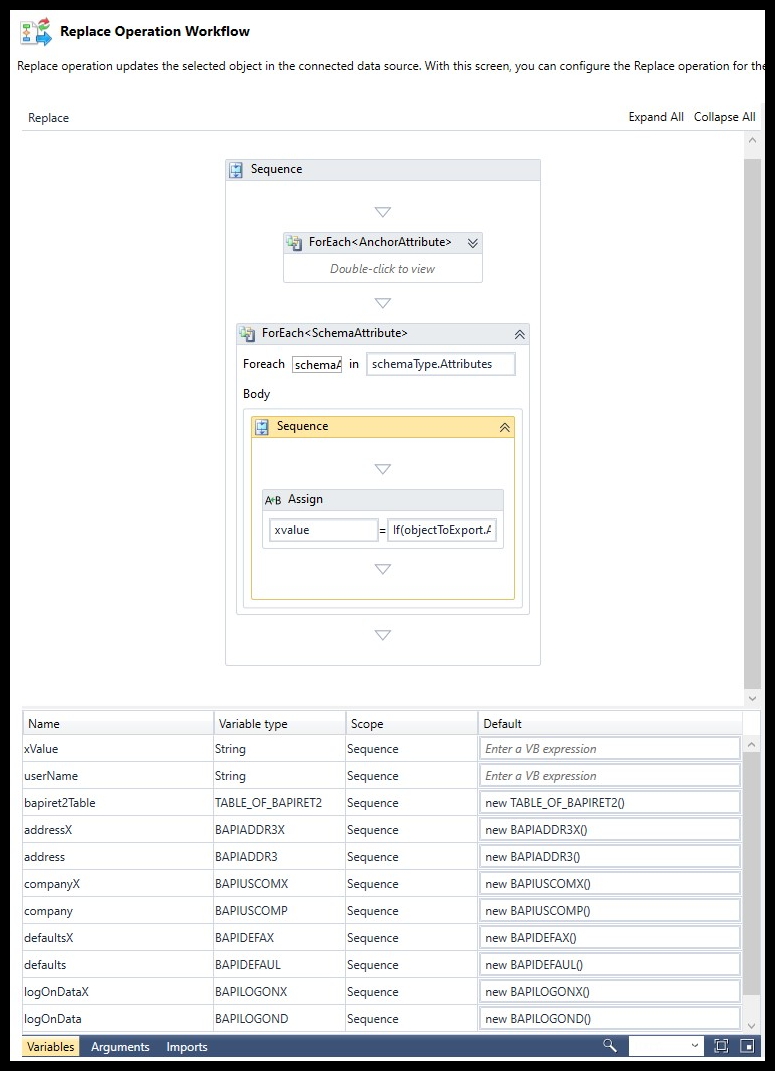 Replace Operation Workflow
Replace operation updates the selected object in the connected data source. With this screen, you can configure the Replace operation for the
Replace Expand All Collapse All
Sequence
ForEach<AnchorAttribute>
Double-click to view
ForEach<SchemaAttribute>
Foreach schemaA in schemaType.Attributes
Body
Sequence
A+B Assign
xvalue = If(objectToExport.A
Name Variable type Scope Default
xValue String Sequence Enter a VB expression
userName String Sequence Enter a VB expression
bapiret2Table TABLE_OF_BAPIRET2 Sequence new TABLE_OF_BAPIRET2()
addressX BAPIADDR3X Sequence new BAPIADDR3X()
address BAPIADDR3 Sequence new BAPIADDR3()
companyX BAPIUSCOMX Sequence new BAPIUSCOMX()
company BAPIUSCOMP Sequence new BAPIUSCOMP()
defaultsX BAPIDEFAX Sequence new BAPIDEFAX()
defaults BAPIDEFAUL Sequence new BAPIDEFAUL()
logOnDataX BAPILOGONX Sequence new BAPILOGONX()
logOnData BAPILOGOND Sequence new BAPILOGOND()
Variables Arguments Imports